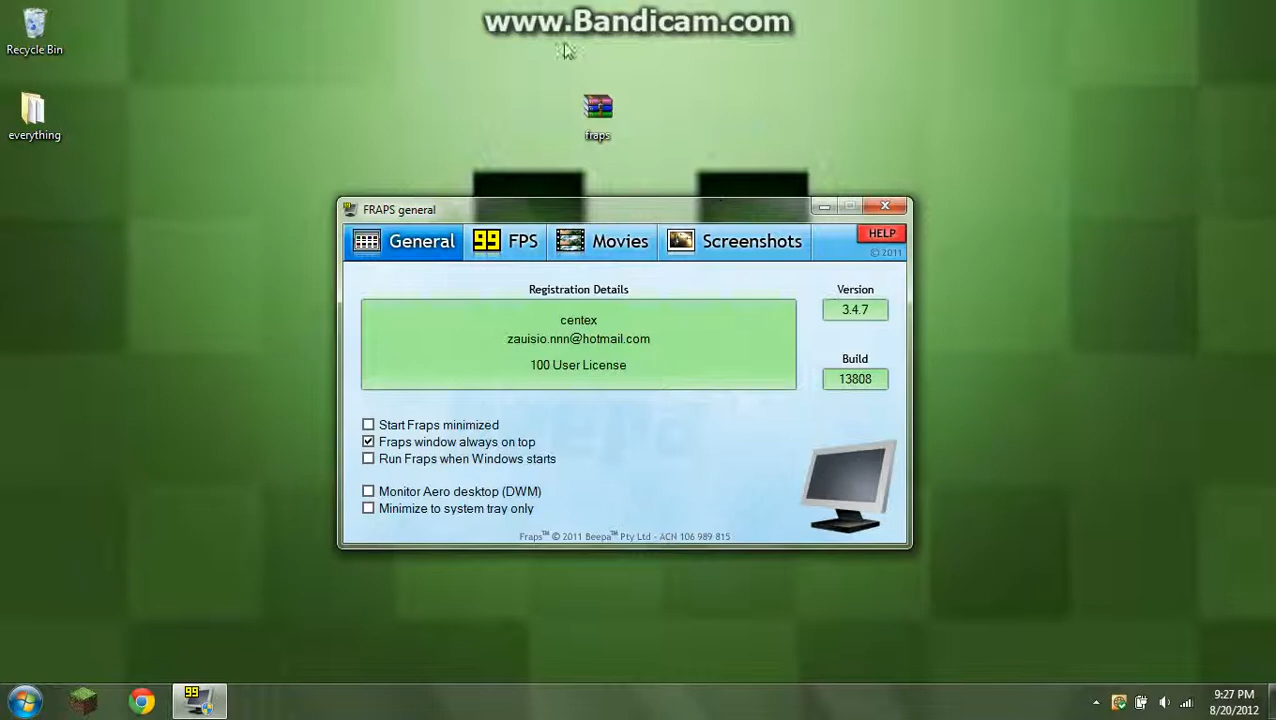 www.Bandicam.com
Recycle Bin
everything
fraps
FRAPS general
General
99 FPS
Movies
Screenshots
HELP
© 2011
Registration Details
centex
zauisio.nnn@hotmail.com
100 User License
Version
3.4.7
Build
13808
Start Fraps minimized
Fraps window always on top
Run Fraps when Windows starts
Monitor Aero desktop (DWM)
Minimize to system tray only
Fraps™ © 2011 Beepa™ Pty Ltd - ACN 106 989 815
99
9:27 PM
8/20/2012